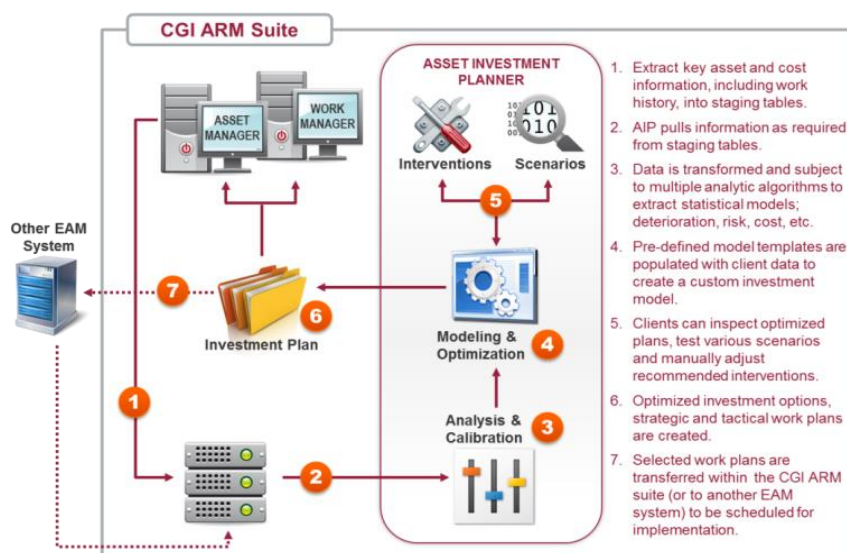 CGI ARM Suite
ASSET
MANAGER
WORK
MANAGER
ASSET INVESTMENT
PLANNER
Interventions
Scenarios
5
Other EAM
System
7
6
Investment Plan
Modeling &
Optimization
4
1
Analysis &
Calibration
3
2
1. Extract key asset and cost
information, including work
history, into staging tables.
2. AIP pulls information as required
from staging tables.
3. Data is transformed and subject
to multiple analytic algorithms to
extract statistical models;
deterioration, risk, cost, etc.
4. Pre-defined model templates are
populated with client data to
create a custom investment
model.
5. Clients can inspect optimized
plans, test various scenarios
and manually adjust
recommended interventions.
6. Optimized investment options,
strategic and tactical work plans
are created.
7. Selected work plans are
transferred within the CGI ARM
suite (or to another EAM
system) to be scheduled for
implementation.